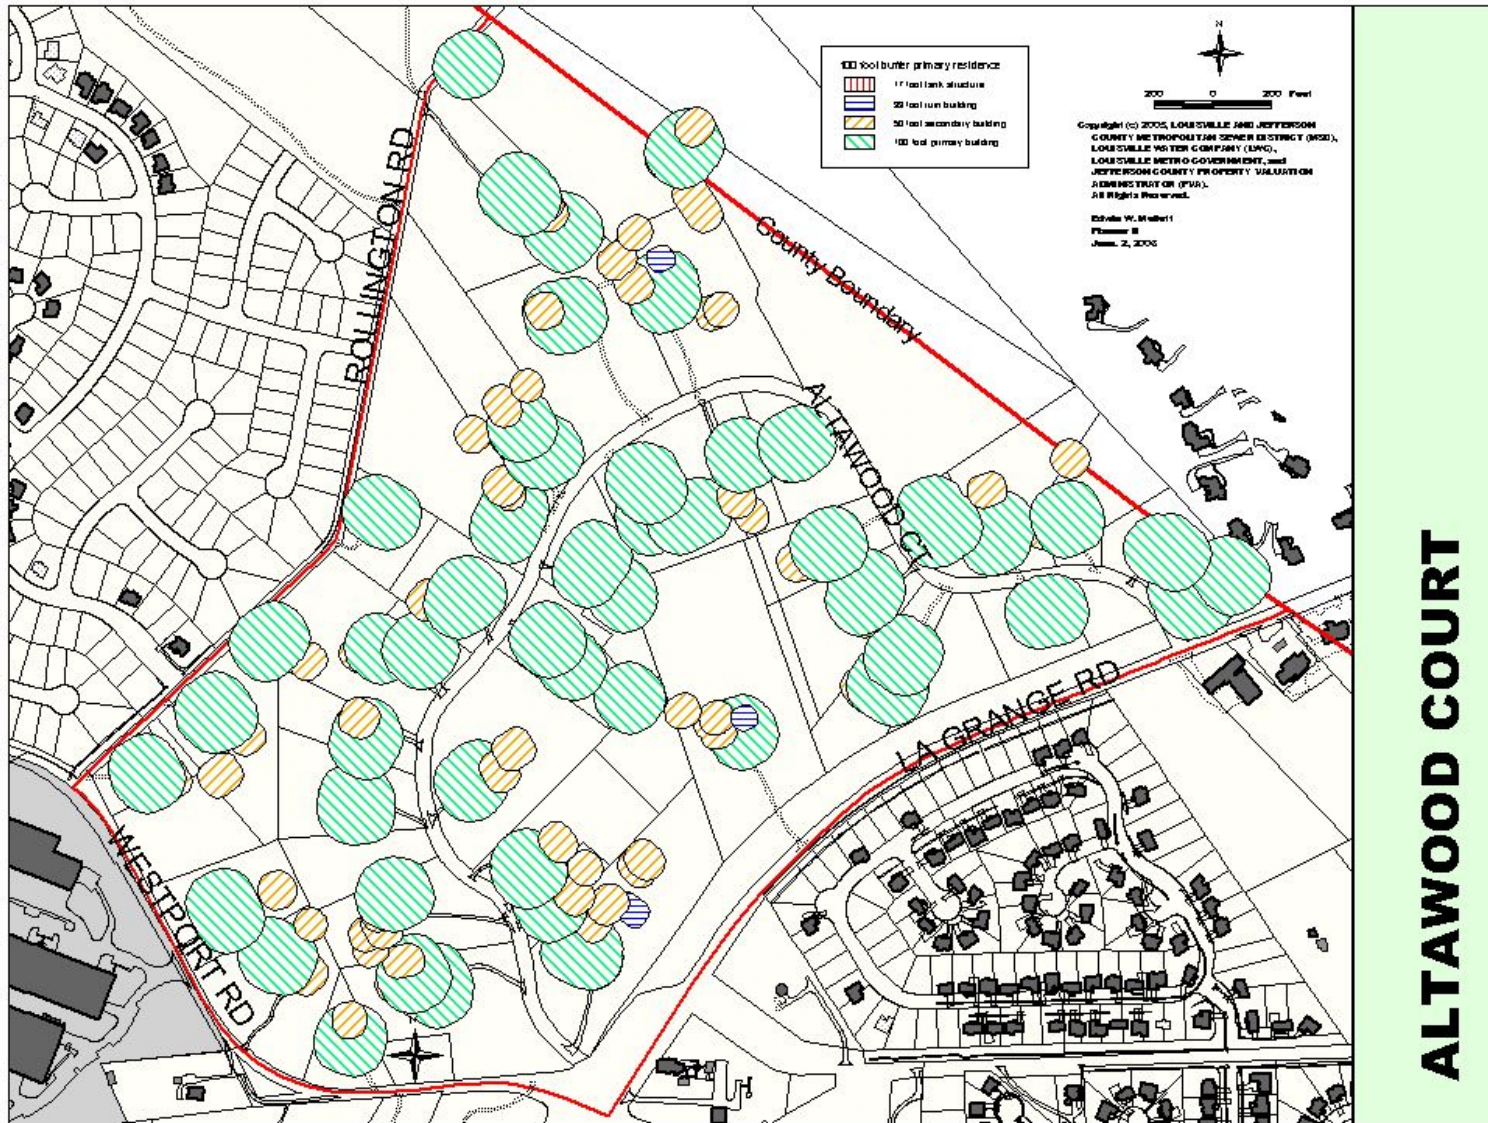 100 foot buffer primary residence
17 foot tank structure
50 foot secondary building
100 foot primary building
N
200 0 200 Feet
Copyright (c) 2005, LOUISVILLE AND JEFFERSON
COUNTY METROPOLITAN SEWER DISTRICT (MSD),
LOUISVILLE WATER COMPANY (LWC),
LOUISVILLE METRO GOVERNMENT, and
JEFFERSON COUNTY PROPERTY VALUATION
ADMINISTRATOR (PVA).
All Rights Reserved.
ROLLINGTON RD
County Boundary
ALTAWOOD CT
LA GRANGE RD
WESTPORT RD
ALTAWOOD COURT